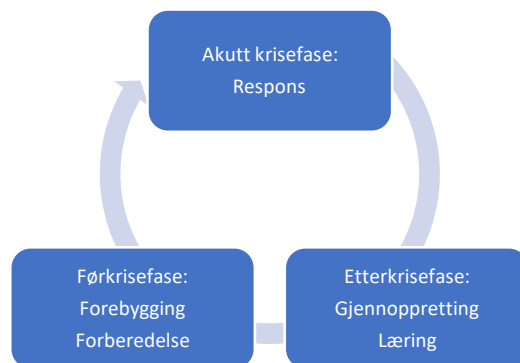 Akutt krisefase:
Respons
Førkrisefase:
Forebygging
Forberedelse
Etterkrisefase:
Gjennoppretting
Læring